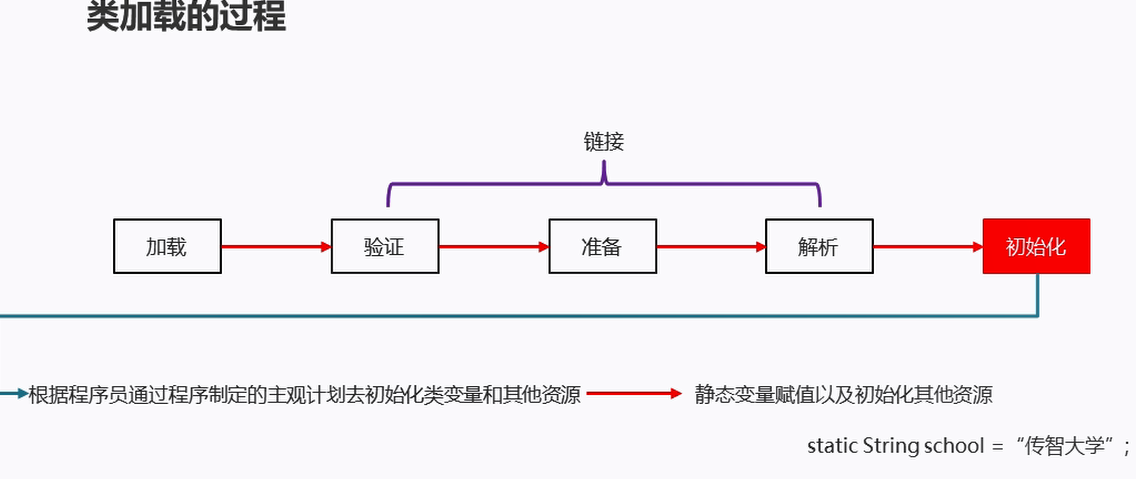 类加载的过程
链接
加载
验证
准备
解析
初始化
根据程序员通过程序制定的主观计划去初始化类变量和其他资源
静态变量赋值以及初始化其他资源
static String school =“传智大学”;